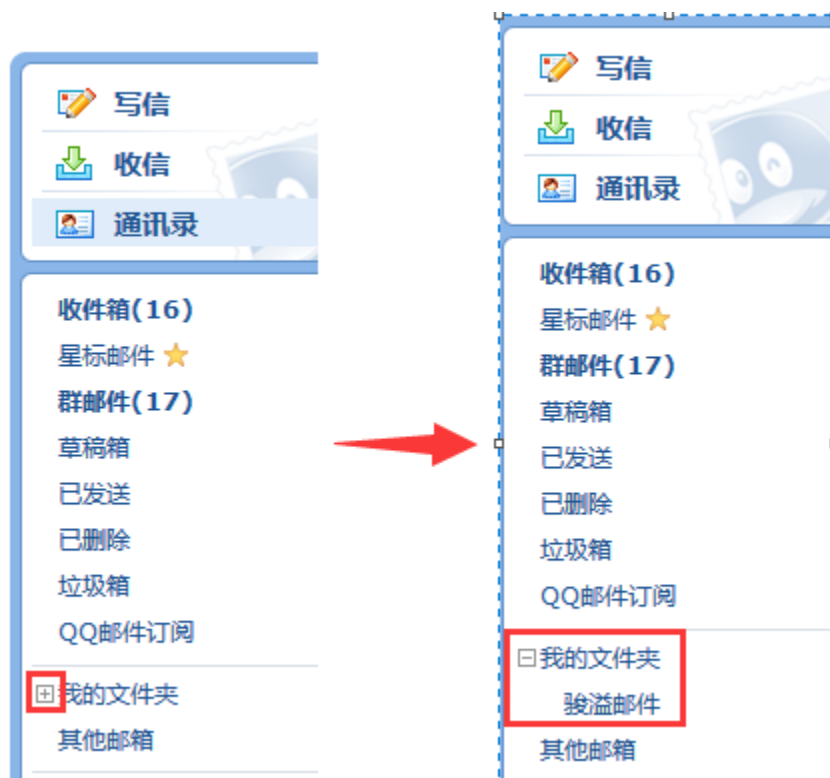 写信
收信
通讯录
收件箱(16)
星标邮件
群邮件(17)
草稿箱
已发送
已删除
垃圾箱
QQ邮件订阅
我的文件夹
其他邮箱
写信
收信
通讯录
收件箱(16)
星标邮件
群邮件(17)
草稿箱
已发送
已删除
垃圾箱
QQ邮件订阅
我的文件夹
骏溢邮件
其他邮箱